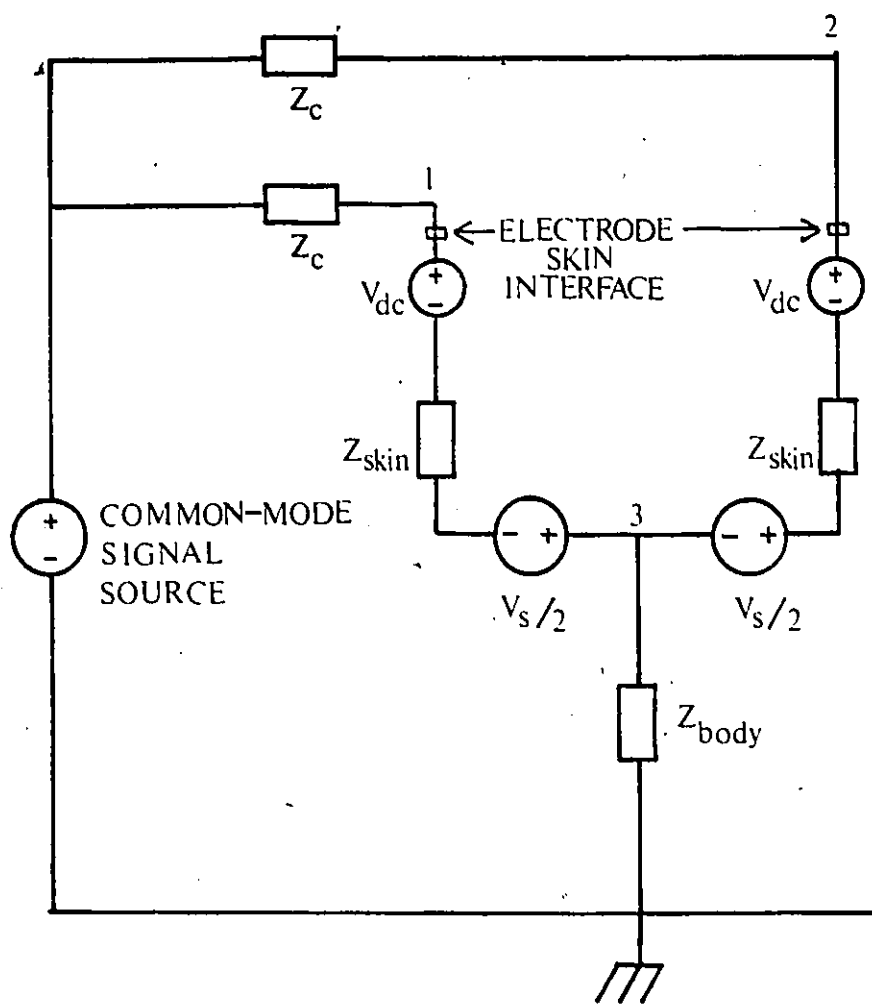 2
Z_c
1
Z_c
ELECTRODE
SKIN
INTERFACE
+
−
V_dc
+
−
V_dc
Z_skin
Z_skin
+
−
COMMON-MODE
SIGNAL
SOURCE
− +
3
− +
V_s/2
V_s/2
Z_body